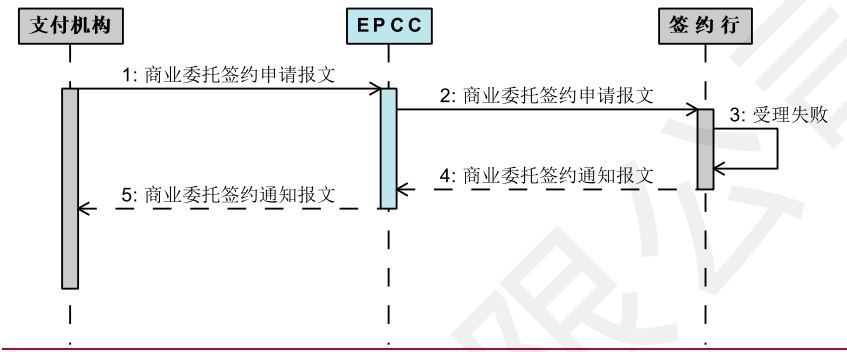 支付机构
EPCC
签约行
1: 商业委托签约申请报文
2: 商业委托签约申请报文
3: 受理失败
4: 商业委托签约通知报文
5: 商业委托签约通知报文
限公司